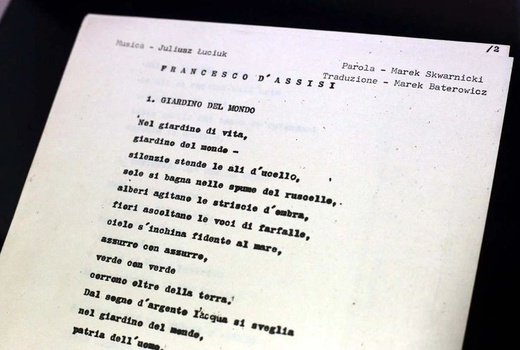 /2
Musica - Juliusz Łuciuk
Parola - Marek Skwarnicki
Traduzione - Marek Baterowicz
FRANCESCO D´ASSISI
1. GIARDINO DEL MONDO
Nel giardino di vita,
giardino del mondo -
silenzie stende le ali d´ucello,
sole si bagna nelle spume del ruscello,
alberi agitano le striscie d´ombra,
fiori ascoltano le voci di farfalle,
cielo s´inchina fidente al mare,
azzurro con azzurro,
verde con verde
corrono oltre della terra.
Dal sogno d´argento l´acqua si sveglia
nel giardino del mondo,
patria dell´uomo.